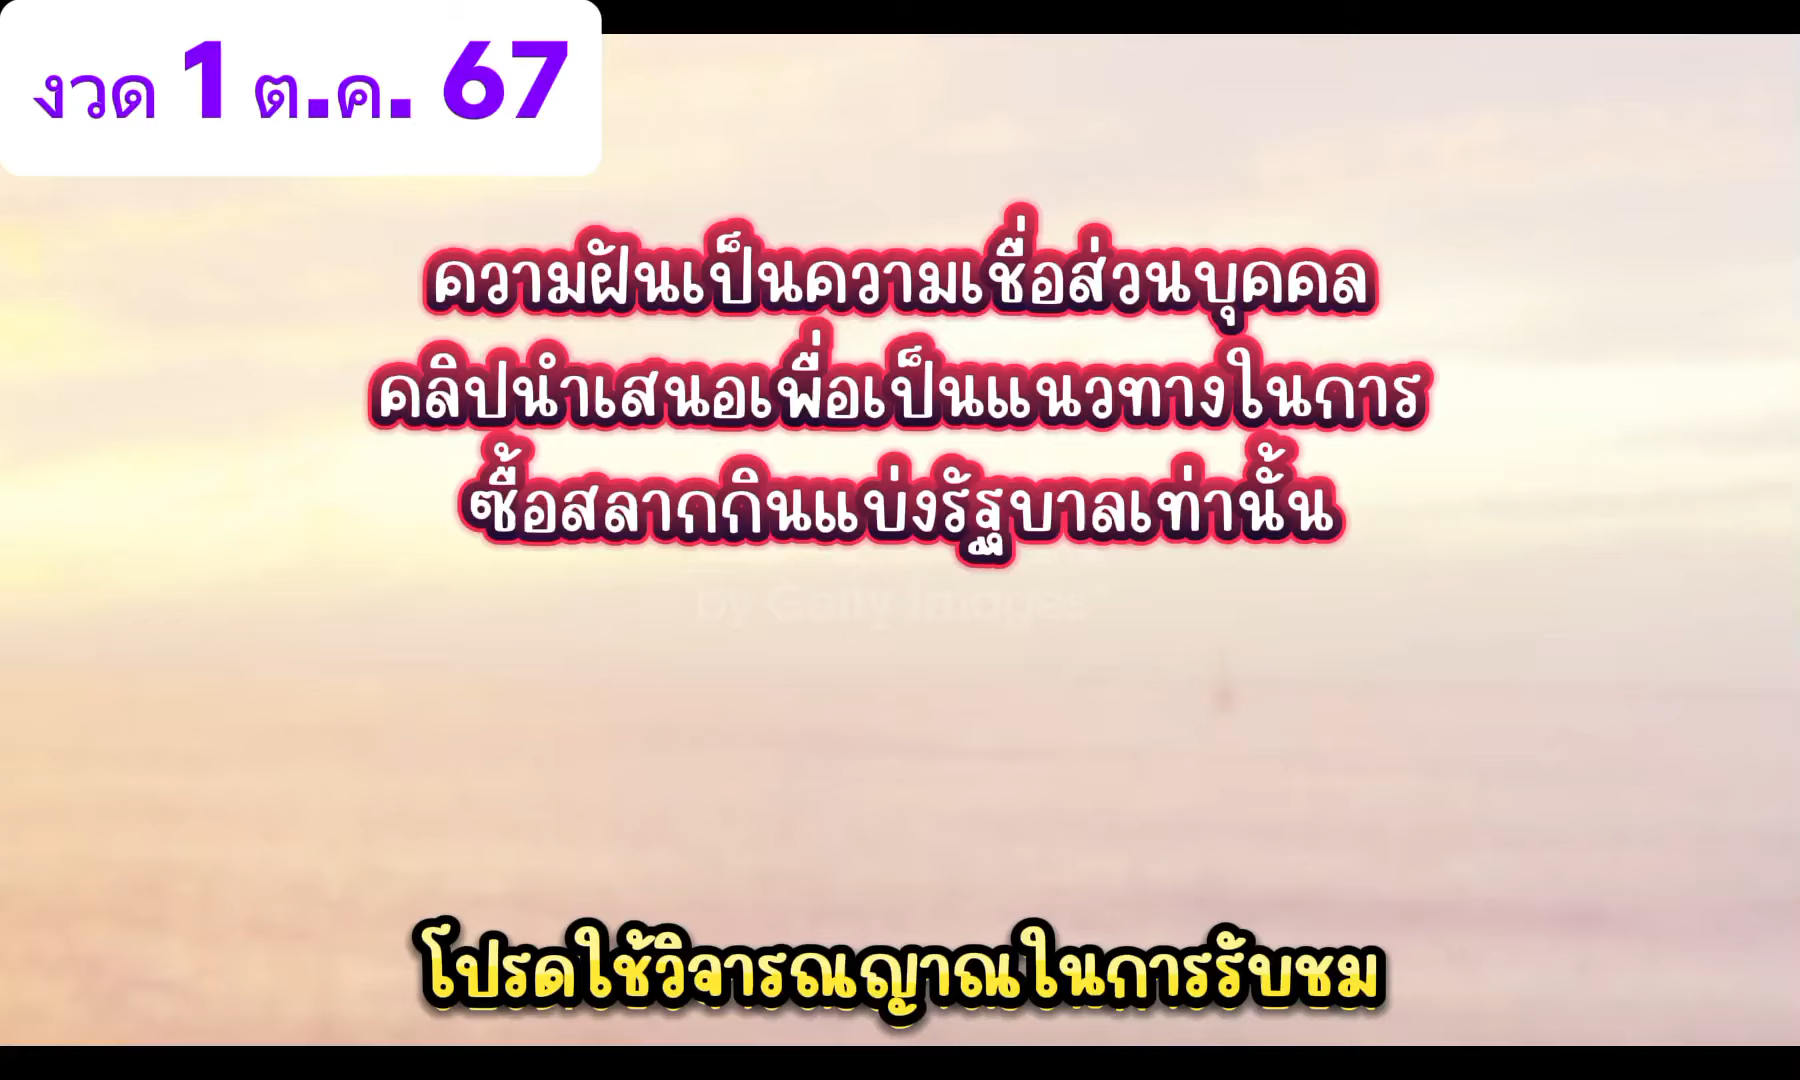 งวด 1 ต.ค. 67
ความฝันเป็นความเชื่อส่วนบุคคล
คลิปนำเสนอเพื่อเป็นแนวทางในการ
ซื้อสลากกินแบ่งรัฐบาลเท่านั้น
by Getty Images
โปรดใช้วิจารณญาณในการรับชม